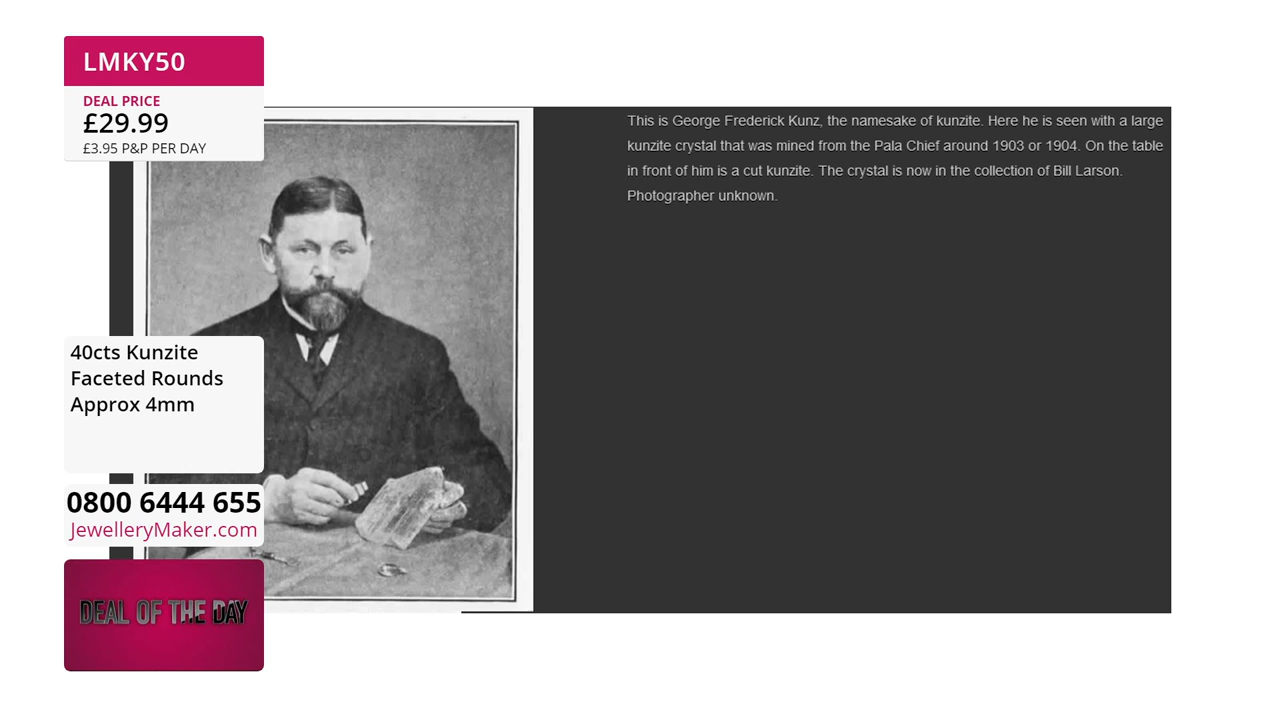 LMKY50
DEAL PRICE
£29.99
£3.95 P&P PER DAY
This is George Frederick Kunz, the namesake of kunzite. Here he is seen with a large
kunzite crystal that was mined from the Pala Chief around 1903 or 1904. On the table
in front of him is a cut kunzite. The crystal is now in the collection of Bill Larson.
Photographer unknown.
40cts Kunzite
Faceted Rounds
Approx 4mm
0800 6444 655
JewelleryMaker.com
DEAL OF THE DAY